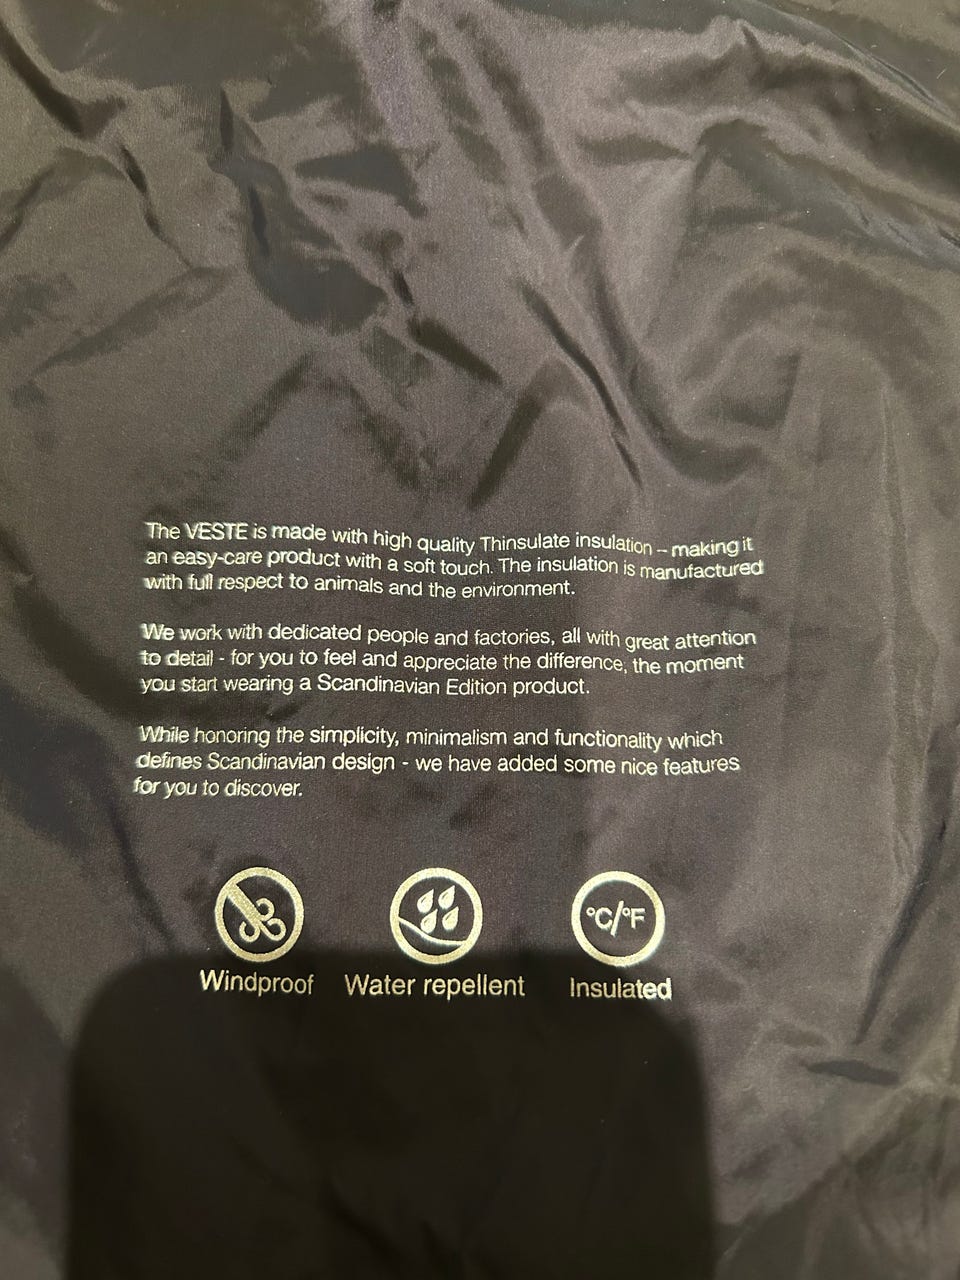 The VESTE is made with high quality Thinsulate insulation – making it
an easy-care product with a soft touch. The insulation is manufactured
with full respect to animals and the environment.
We work with dedicated people and factories, all with great attention
to detail - for you to feel and appreciate the difference, the moment
you start wearing a Scandinavian Edition product.
While honoring the simplicity, minimalism and functionality which
defines Scandinavian design - we have added some nice features
for you to discover.
°C/°F
Windproof Water repellent Insulated